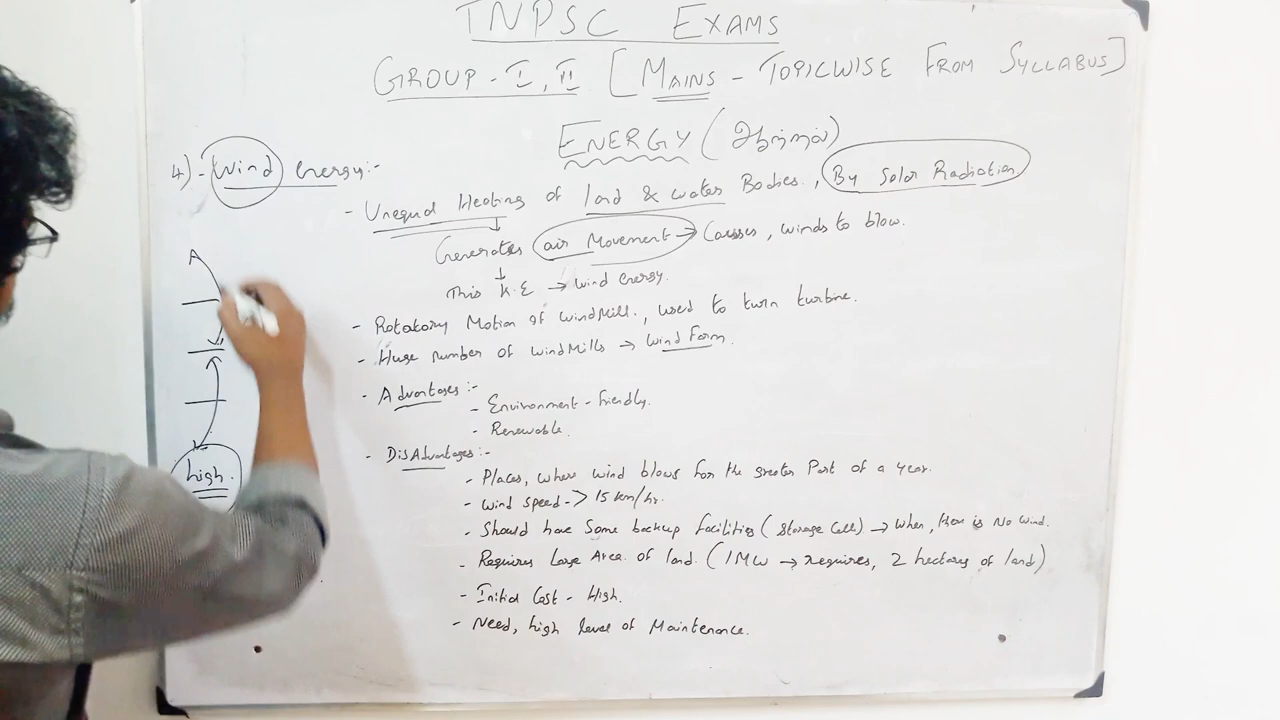 TNPSC EXAMS
GROUP - I, II [MAINS - TOPICWISE FROM SYLLABUS]
ENERGY (ஆற்றல்)
4) - Wind Energy :-
- Unequal Heating of land & water Bodies, By Solar Radiation
Generates air Movement → Causes, winds to blow.
This K.E → wind energy.
- Rotatory Motion of windmill, used to turn turbine.
- Huge number of windMills → Wind Farm.
- Advantages :-
- Environment - friendly.
- Renewable.
- DisAdvantages :-
- Places, where wind blows for the greater Part of a year.
- Wind speed -> 15 km/hr.
- Should have Some backup facilities (Storage Cell) → when, there is No wind.
- Requires Large Area of land. (1MW → requires, 2 hectares of land)
- Initial Cost - High.
- Need, high level of Maintenance.
A
high.